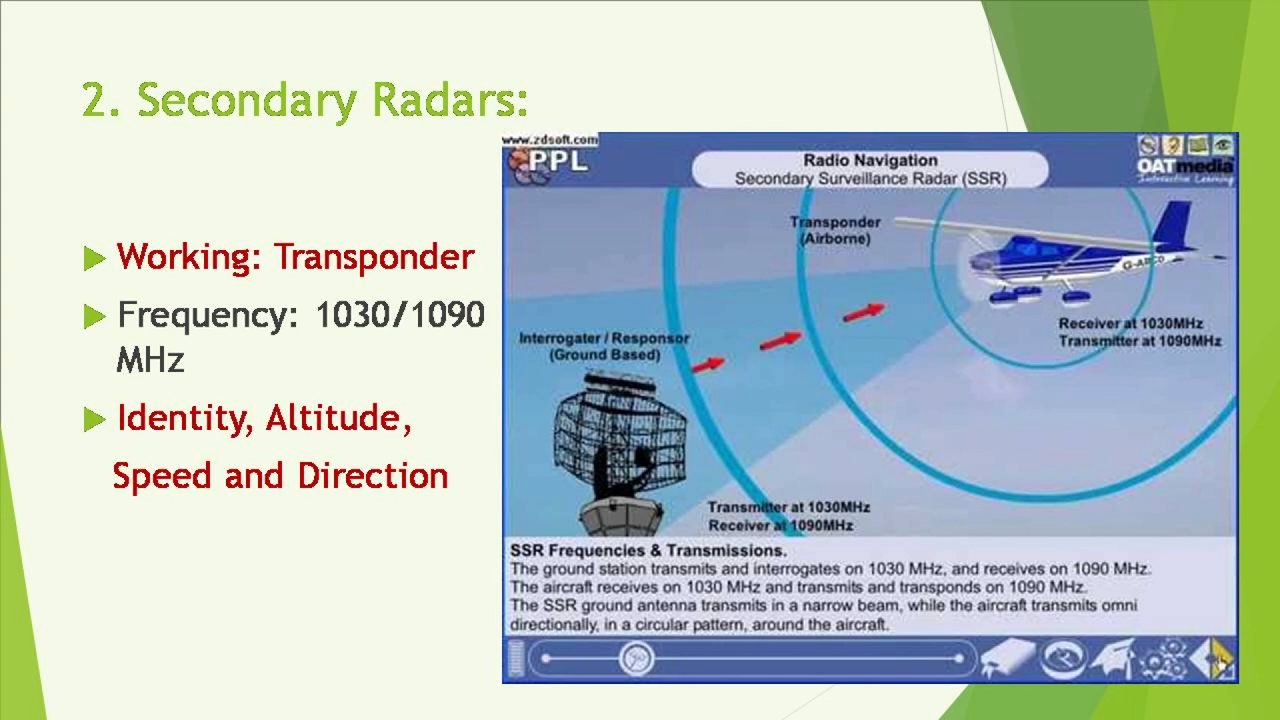 2. Secondary Radars:
Working: Transponder
Frequency: 1030/1090
MHz
Identity, Altitude,
Speed and Direction
www.zdsoft.com
PPL
Radio Navigation
Secondary Surveillance Radar (SSR)
OATmedia
Interactive Learning
Transponder
(Airborne)
G-ABCD
Receiver at 1030MHz
Transmitter at 1090MHz
Interrogater / Responsor
(Ground Based)
Transmitter at 1030MHz
Receiver at 1090MHz
SSR Frequencies & Transmissions.
The ground station transmits and interrogates on 1030 MHz, and receives on 1090 MHz.
The aircraft receives on 1030 MHz and transmits and transponds on 1090 MHz.
The SSR ground antenna transmits in a narrow beam, while the aircraft transmits omni
directionally, in a circular pattern, around the aircraft.